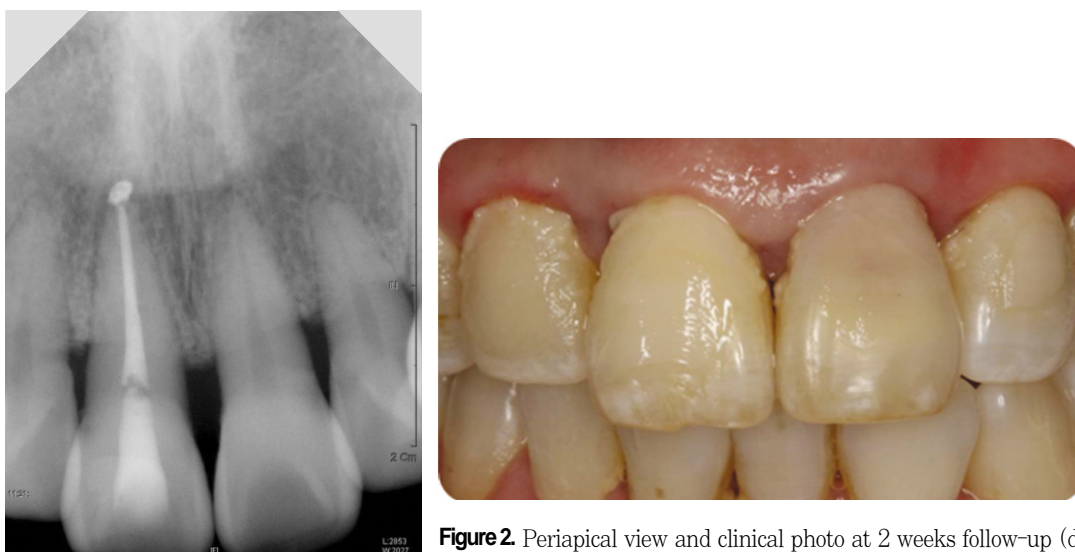 2 Cm
L:2853
W:2027
Figure 2. Periapical view and clinical photo at 2 weeks follow-up (d